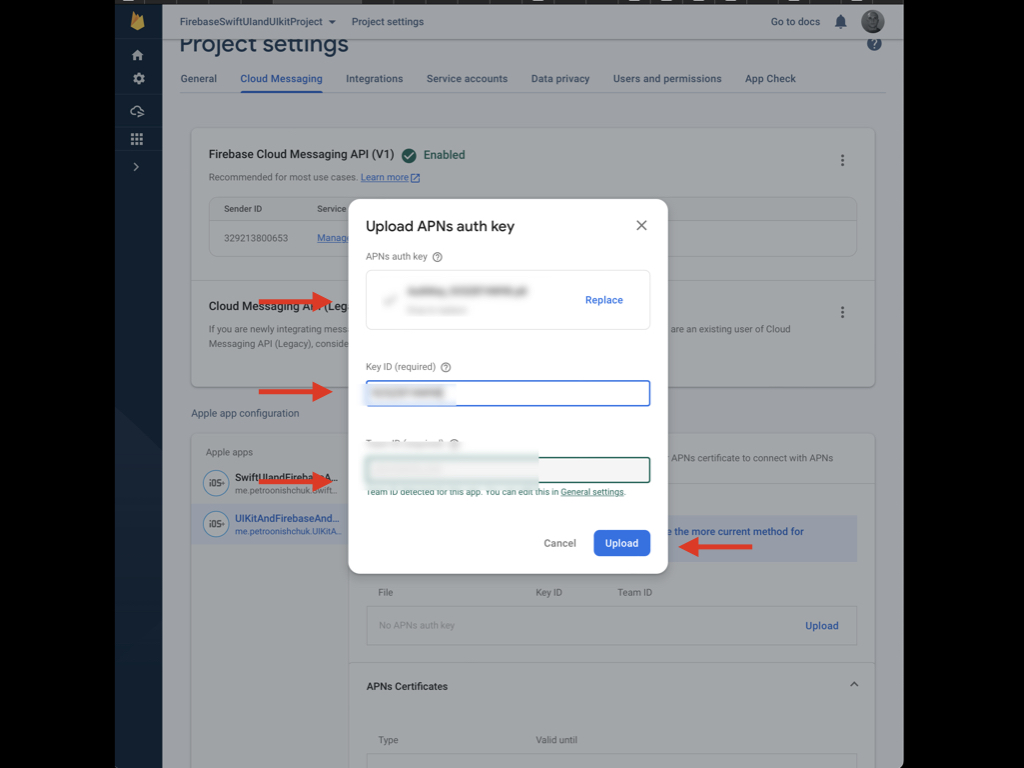 FirebaseSwiftUIandUIkitProject
Project settings
Go to docs
Project settings
General
Cloud Messaging
Integrations
Service accounts
Data privacy
Users and permissions
App Check
Firebase Cloud Messaging API (V1)
Enabled
Recommended for most use cases. Learn more
Sender ID
Service
329213800653
Manag
Cloud Messaging API (Leg
If you are newly integrating mess
are an existing user of Cloud
Messaging API (Legacy), conside
Apple app configuration
Apple apps
iOS+
SwiftUIandFirebaseA...
me.petroonishchuk.Swift...
iOS+
UIKitAndFirebaseAnd...
me.petroonishchuk.UIKitA...
APNs certificate to connect with APNs
e the more current method for
Upload APNs auth key
APNs auth key
Replace
Key ID (required)
Team ID (required)
Team ID detected for this app. You can edit this in General settings.
Cancel
Upload
File
Key ID
Team ID
No APNs auth key
Upload
APNs Certificates
Type
Valid until